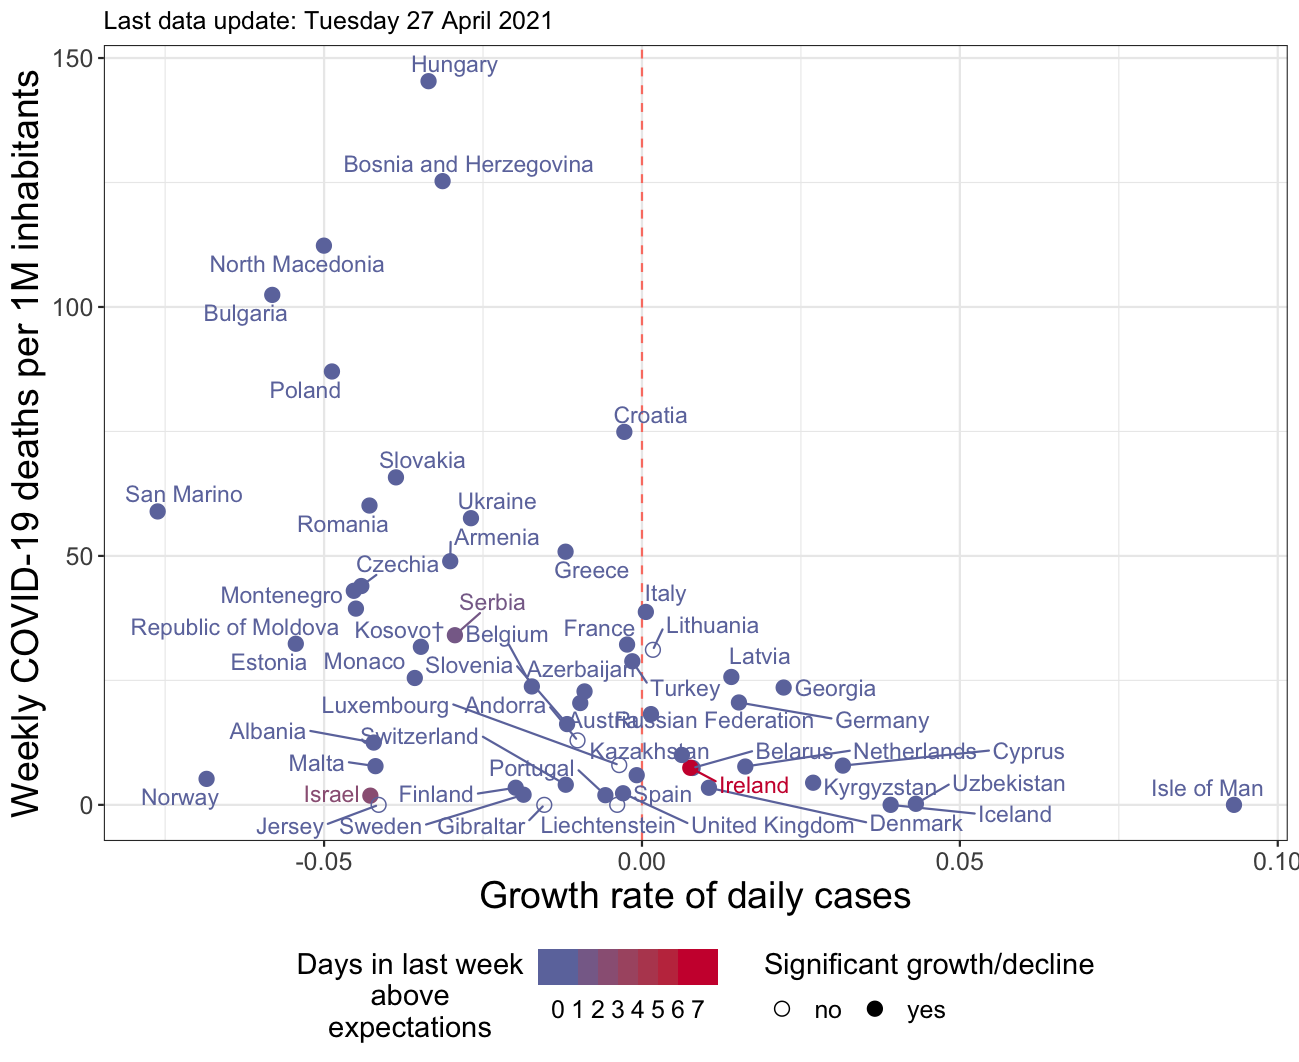 Last data update: Tuesday 27 April 2021
Weekly COVID-19 deaths per 1M inhabitants
150
100
50
0
Hungary
Bosnia and Herzegovina
North Macedonia
Bulgaria
Poland
Croatia
Slovakia
San Marino
Ukraine
Romania
Armenia
Czechia
Greece
Montenegro
Italy
Serbia
Republic of Moldova
Kosovo†
Belgium
France
Lithuania
Estonia
Monaco
Slovenia
Azerbaijan
Latvia
Turkey
Georgia
Luxembourg
Andorra
Austria
Russian Federation
Germany
Albania
Switzerland
Kazakhstan
Belarus
Netherlands
Cyprus
Malta
Portugal
Norway
Israel
Finland
Spain
Ireland
Kyrgyzstan
Uzbekistan
Isle of Man
Jersey
Sweden
Gibraltar
Liechtenstein
United Kingdom
Denmark
Iceland
-0.05
0.00
0.05
0.10
Growth rate of daily cases
Days in last week
above
expectations
0 1 2 3 4 5 6 7
Significant growth/decline
no
yes